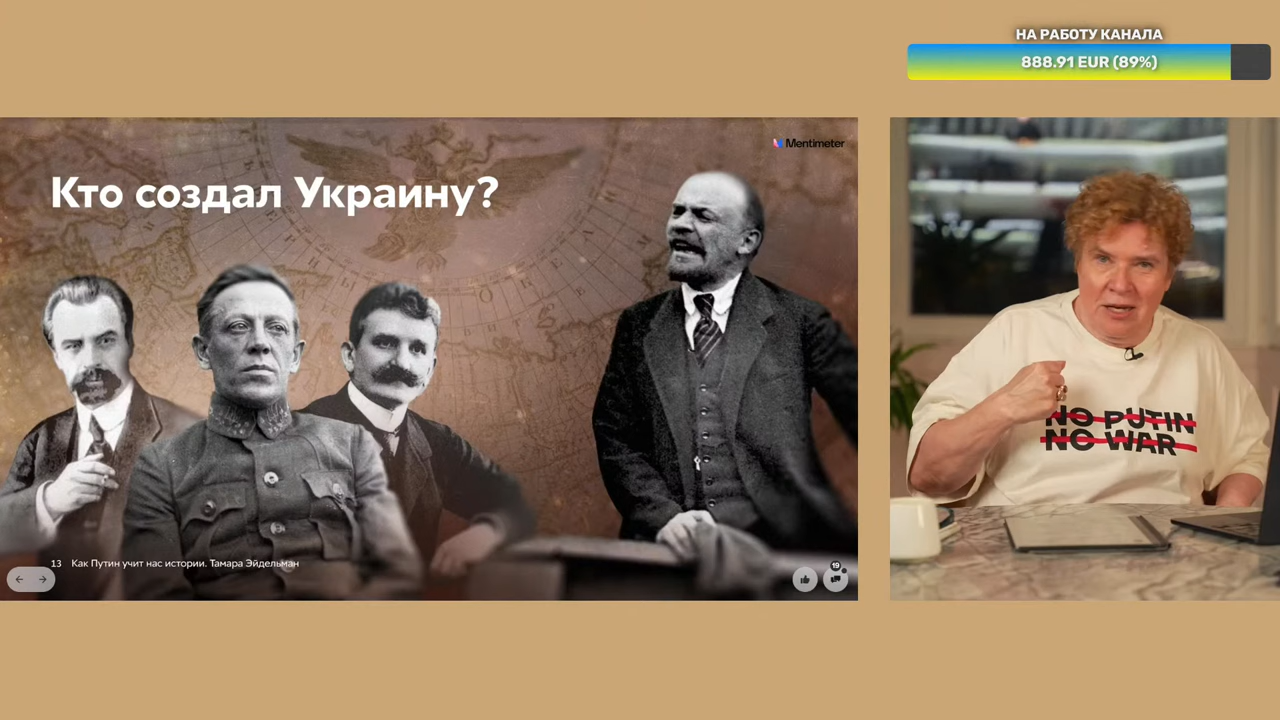 НА РАБОТУ КАНАЛА
888.91 EUR (89%)
Mentimeter
Кто создал Украину?
13 Как Путин учит нас истории. Тамара Эйдельман
19
NO PUTIN
NO WAR